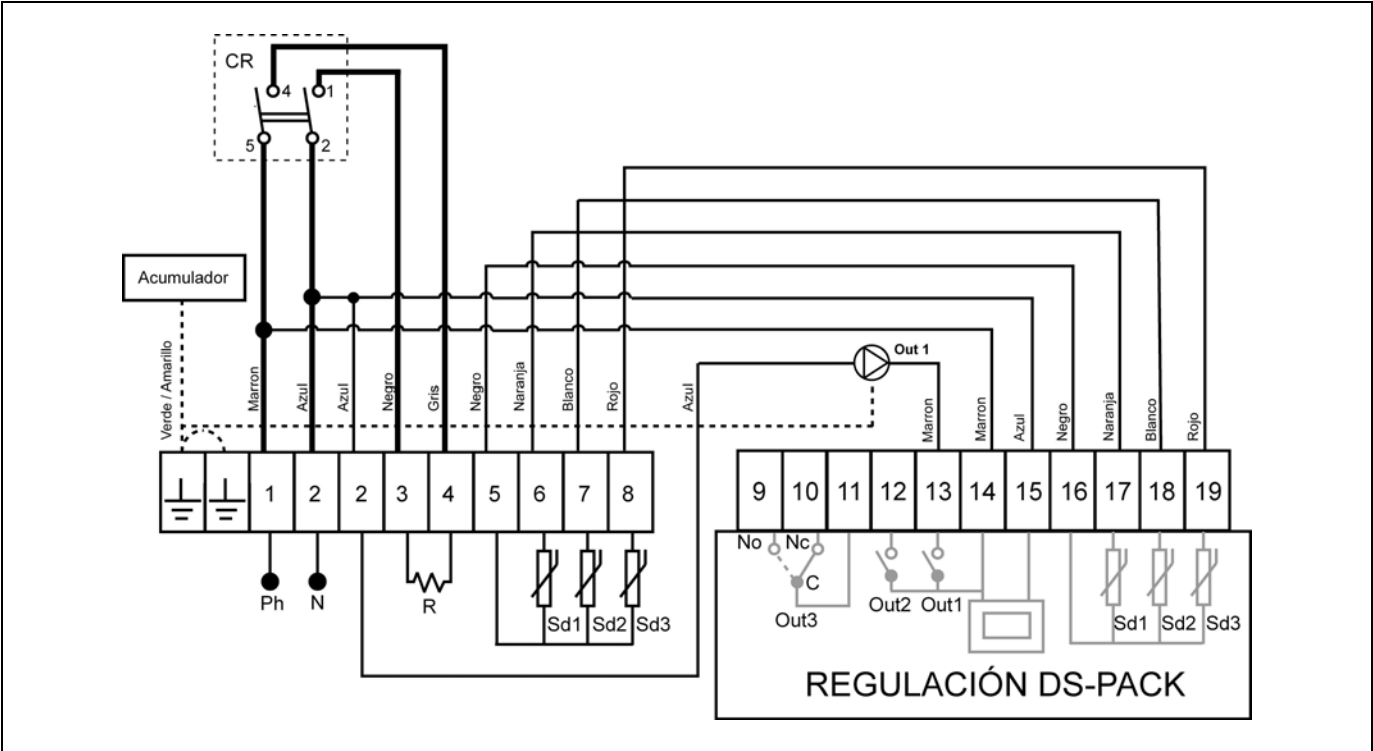 CR
4 1
5 2
Acumulador
Verde / Amarillo
Marron
Azul
Azul
Negro
Gris
Negro
Naranja
Blanco
Rojo
Azul
Out 1
Marron
Marron
Azul
Negro
Naranja
Blanco
Rojo
1 2 2 3 4 5 6 7 8
9 10 11 12 13 14 15 16 17 18 19
Ph N R Sd1 Sd2 Sd3
No Nc
C
Out3
Out2 Out1
Sd1 Sd2 Sd3
REGULACIÓN DS-PACK